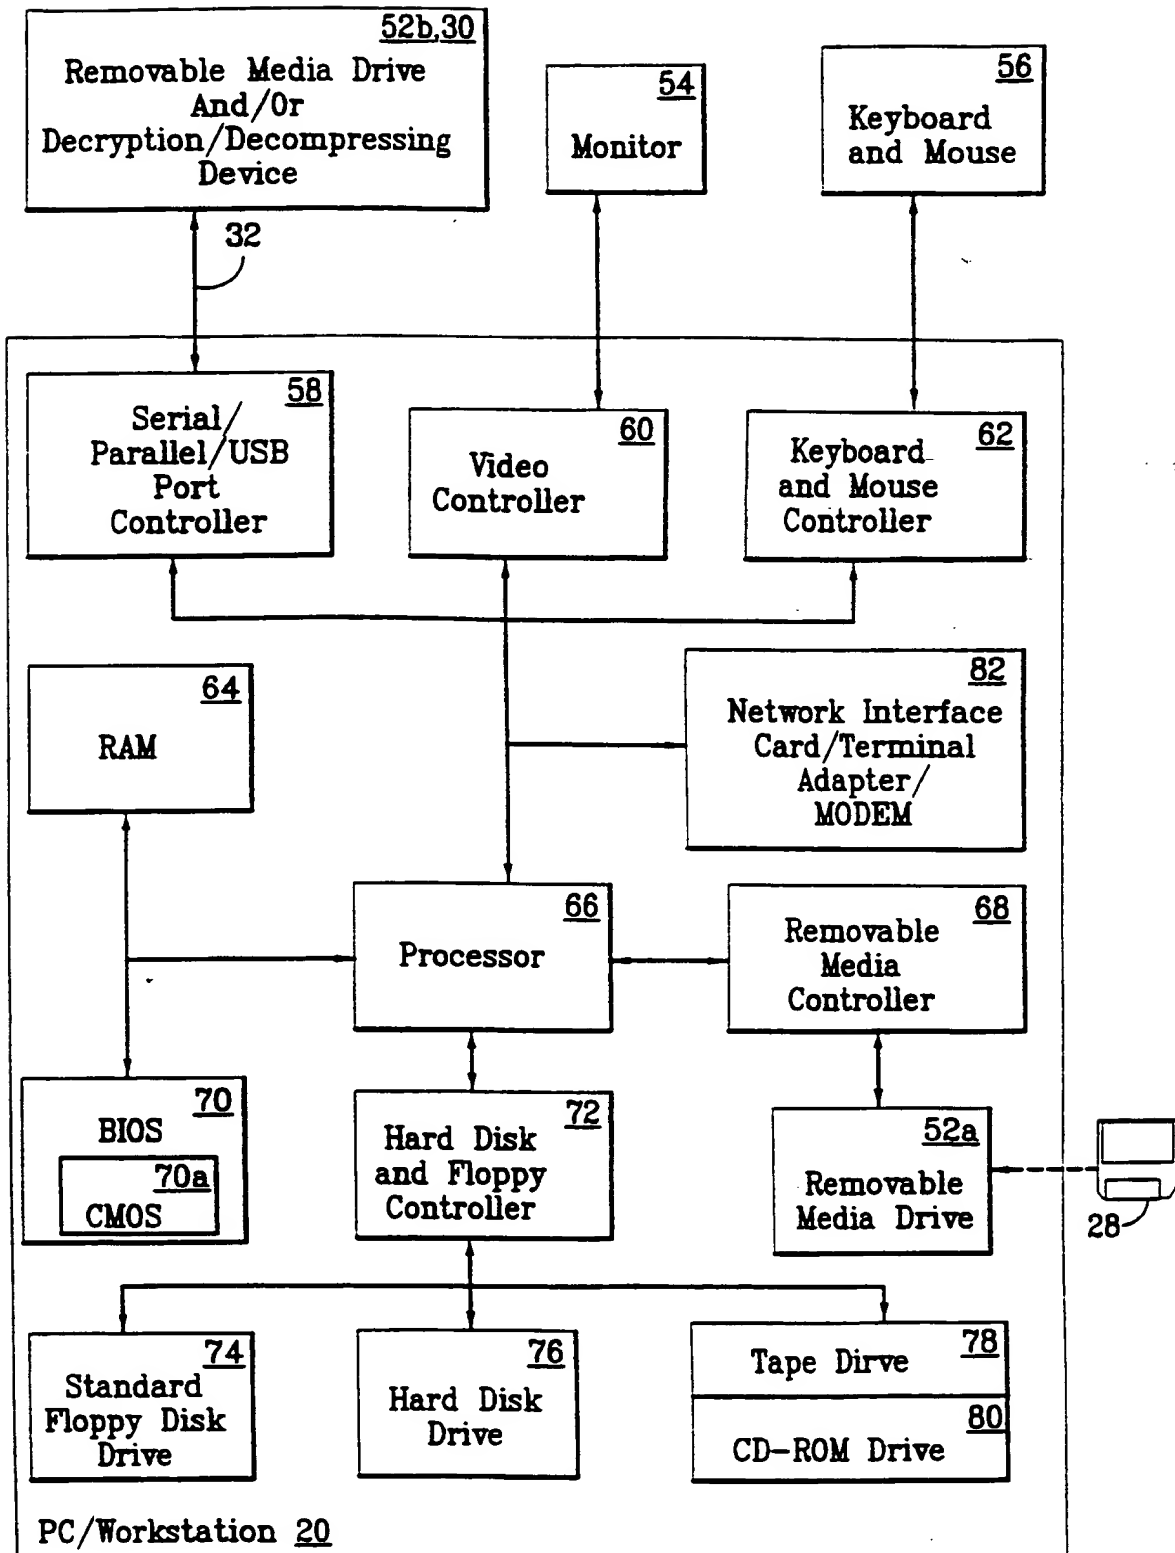 52b,30
Removable Media Drive
And/Or
Decryption/Decompressing
Device
54
Monitor
56
Keyboard
and Mouse
32
58
Serial/
Parallel/USB
Port
Controller
60
Video
Controller
62
Keyboard
and Mouse
Controller
64
RAM
82
Network Interface
Card/Terminal
Adapter/
MODEM
66
Processor
68
Removable
Media
Controller
70
BIOS
70a
CMOS
72
Hard Disk
and Floppy
Controller
52a
Removable
Media Drive
28
74
Standard
Floppy Disk
Drive
76
Hard Disk
Drive
78
Tape Dirve
80
CD-ROM Drive
PC/Workstation 20